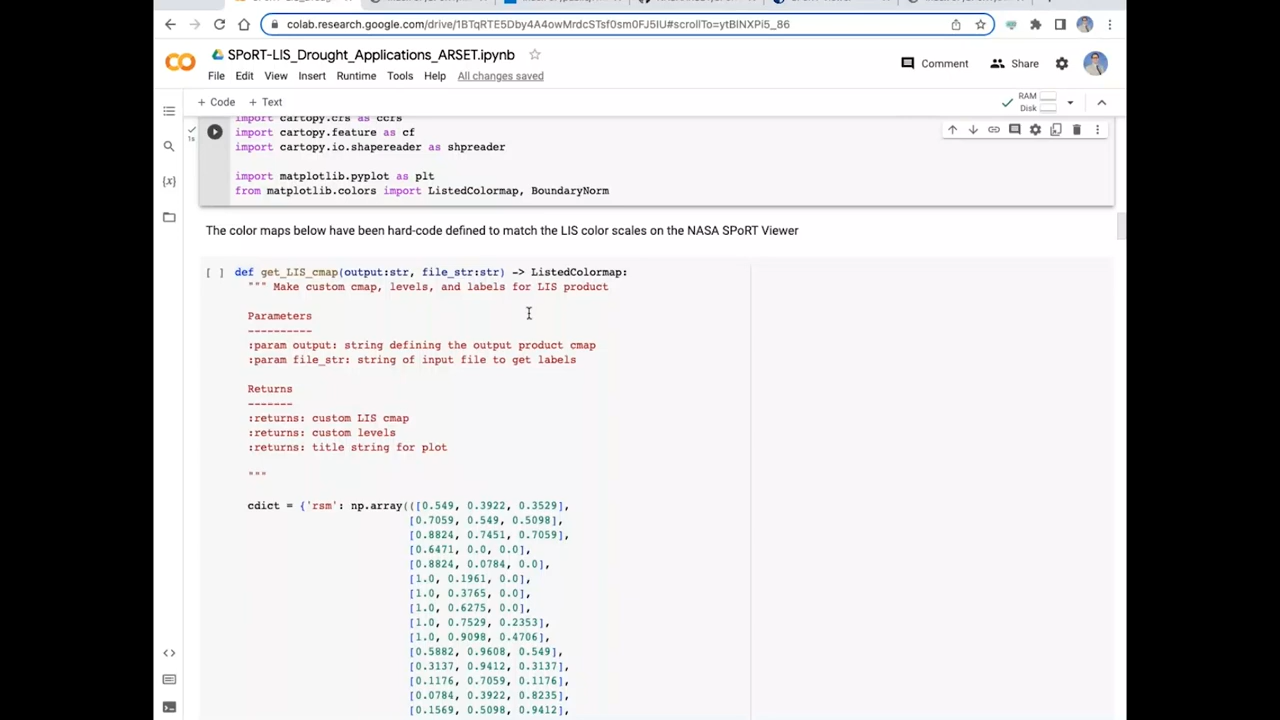 colab.research.google.com/drive/1BTqRTE5Dby4A4owMrdcSTsf0sm0FJ5IU#scrollTo=ytBlNXPi5_86
SPoRT-LIS_Drought_Applications_ARSET.ipynb
Comment
Share
File Edit View Insert Runtime Tools Help All changes saved
+ Code + Text
RAM
Disk
1s
import cartopy.crs as ccrs
import cartopy.feature as cf
import cartopy.io.shapereader as shpreader
import matplotlib.pyplot as plt
from matplotlib.colors import ListedColormap, BoundaryNorm
The color maps below have been hard-code defined to match the LIS color scales on the NASA SPoRT Viewer
[ ] def get_LIS_cmap(output:str, file_str:str) -> ListedColormap:
""" Make custom cmap, levels, and labels for LIS product
Parameters
----------
:param output: string defining the output product cmap
:param file_str: string of input file to get labels
Returns
-------
:returns: custom LIS cmap
:returns: custom levels
:returns: title string for plot
"""
cdict = {'rsm': np.array(([0.549, 0.3922, 0.3529],
[0.7059, 0.549, 0.5098],
[0.8824, 0.7451, 0.7059],
[0.6471, 0.0, 0.0],
[0.8824, 0.0784, 0.0],
[1.0, 0.1961, 0.0],
[1.0, 0.3765, 0.0],
[1.0, 0.6275, 0.0],
[1.0, 0.7529, 0.2353],
[1.0, 0.9098, 0.4706],
[0.5882, 0.9608, 0.549],
[0.3137, 0.9412, 0.3137],
[0.1176, 0.7059, 0.1176],
[0.0784, 0.3922, 0.8235],
[0.1569, 0.5098, 0.9412],